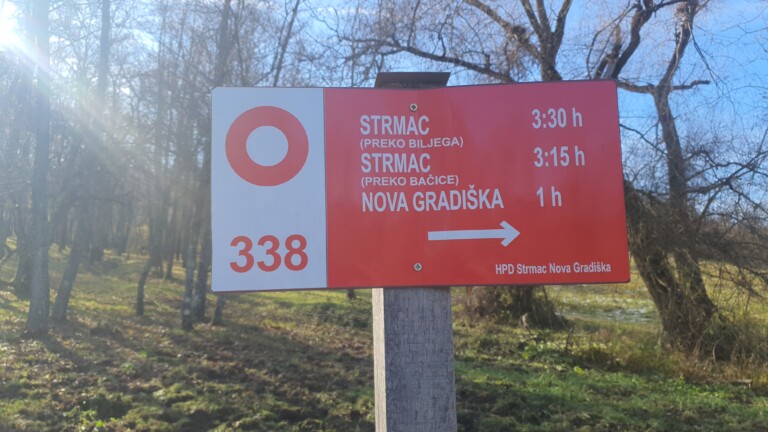 338
STRMAC 3:30 h
(PREKO BILJEGA)
STRMAC 3:15 h
(PREKO BAČICE)
NOVA GRADIŠKA 1 h
HPD Strmac Nova Gradiška